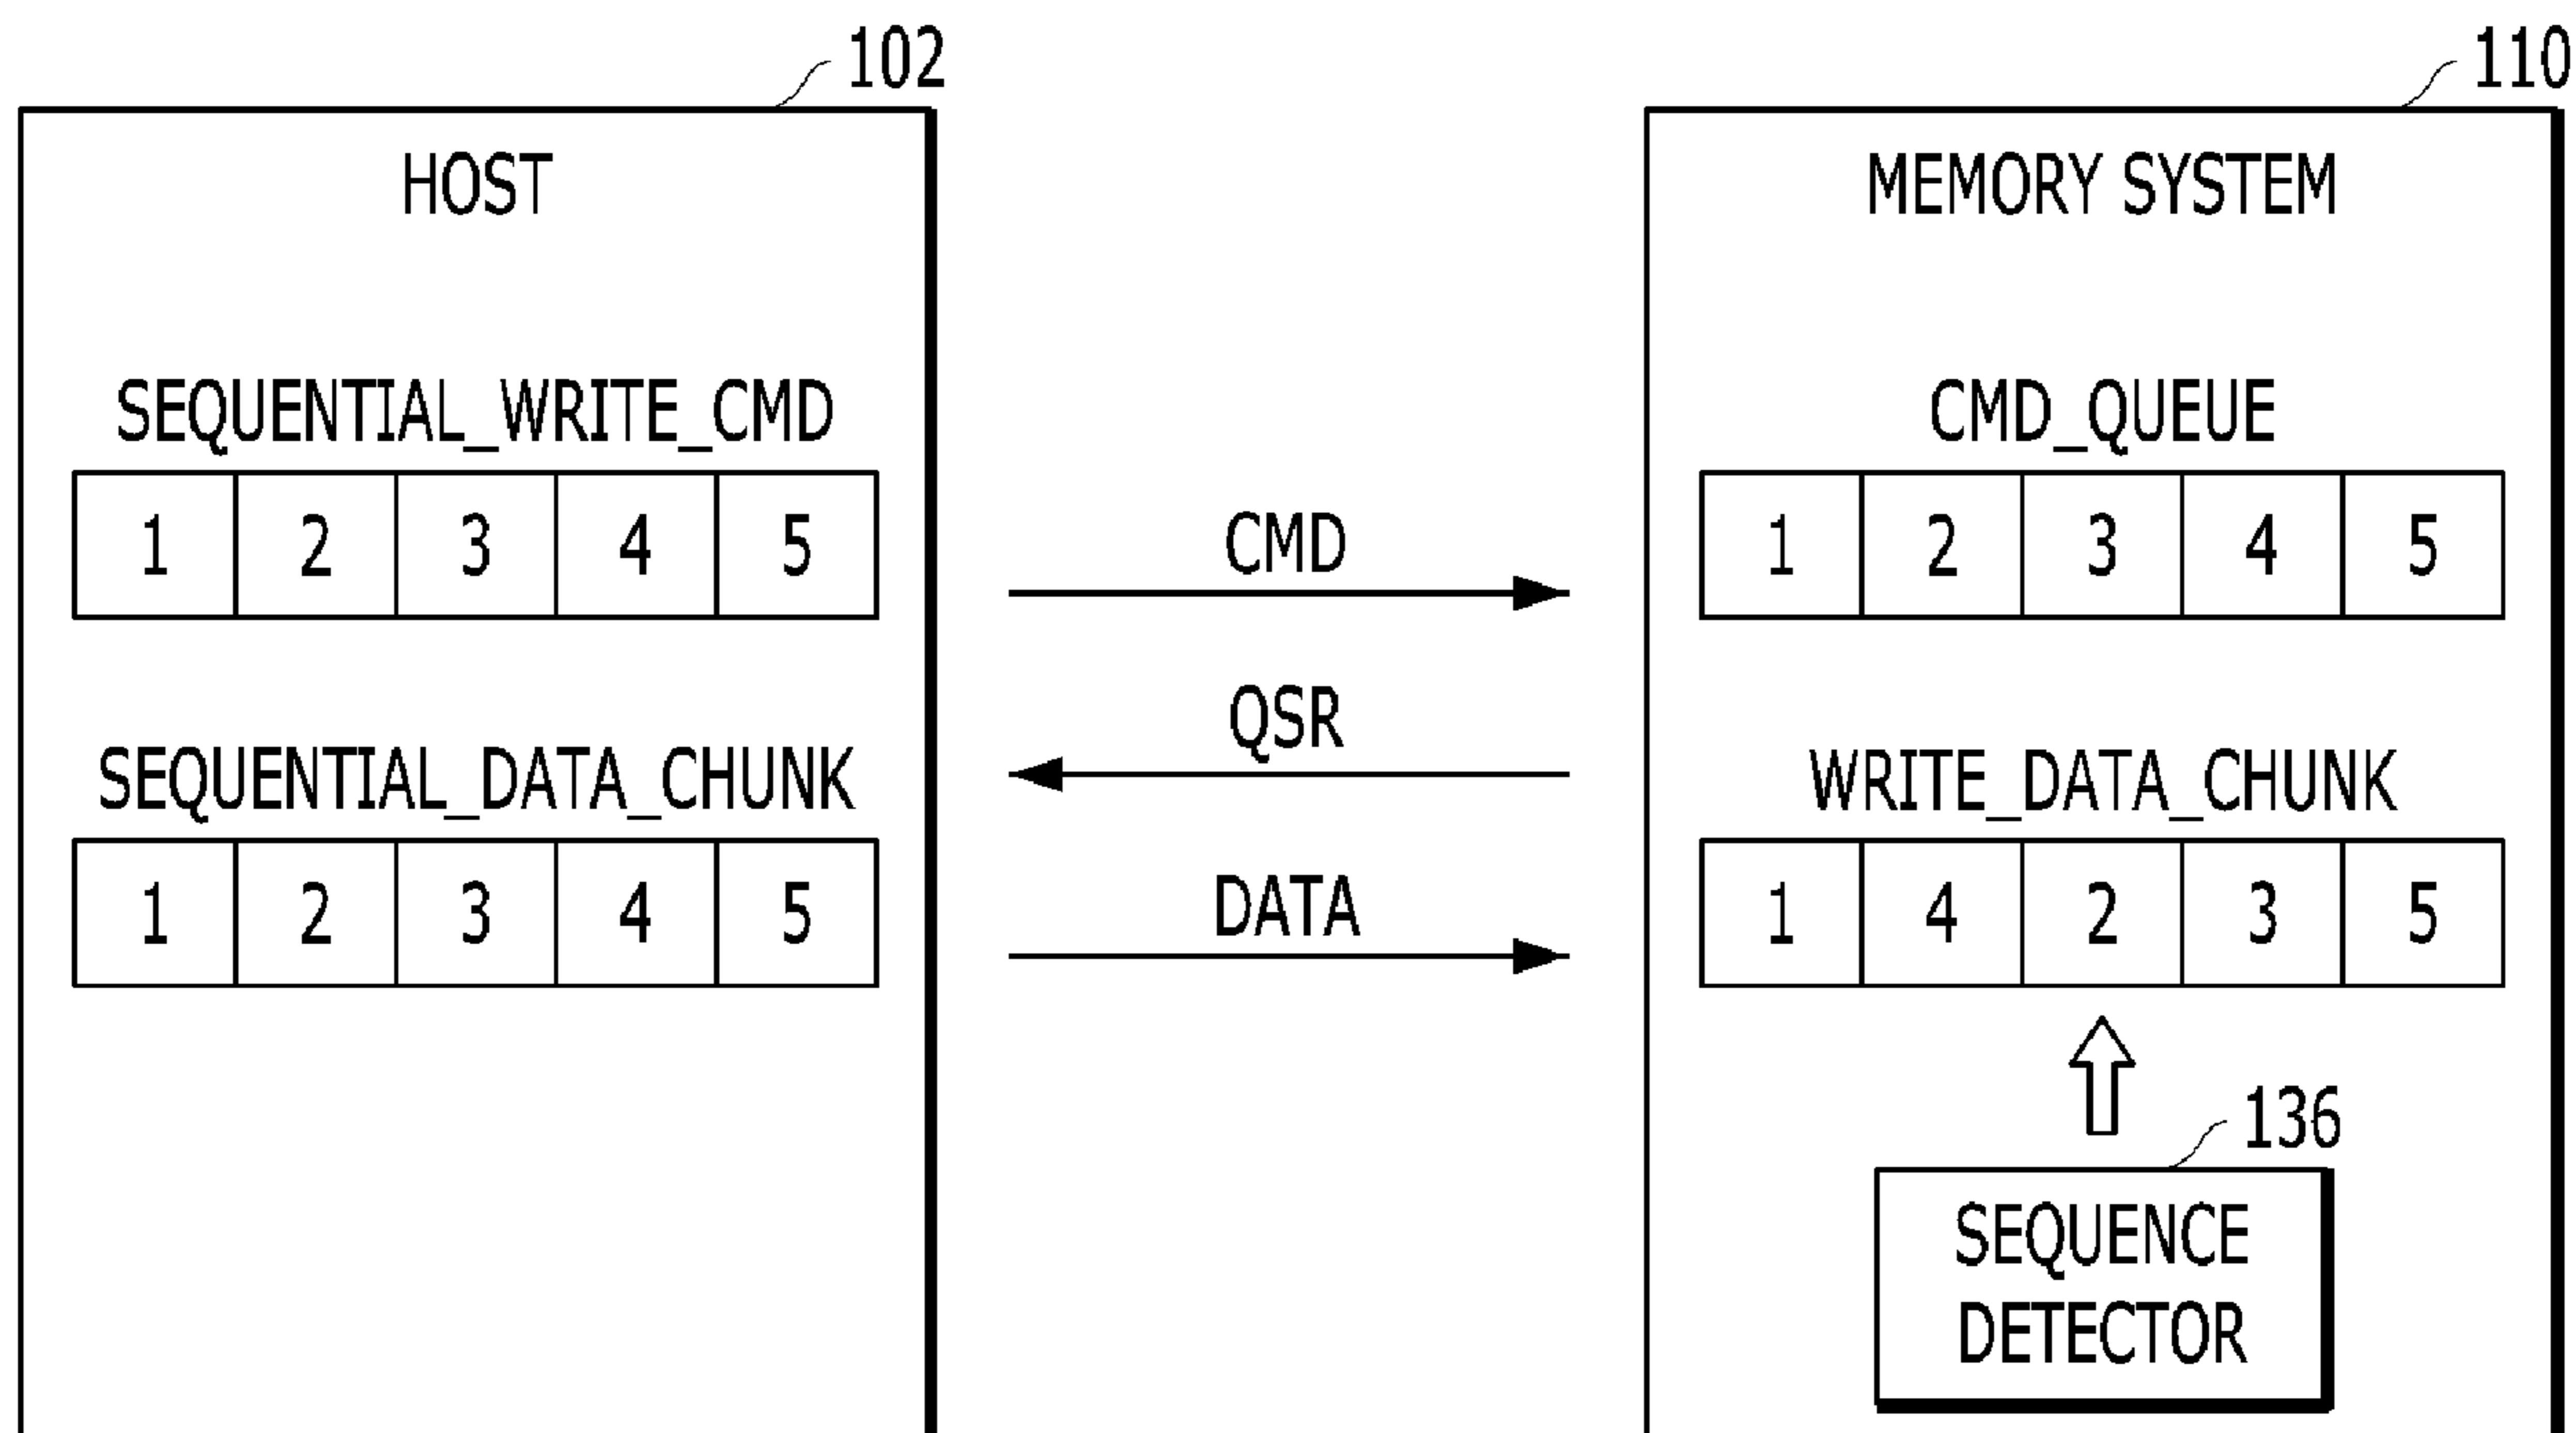 102
HOST
SEQUENTIAL_WRITE_CMD
1 2 3 4 5
SEQUENTIAL_DATA_CHUNK
1 2 3 4 5
CMD
QSR
DATA
110
MEMORY SYSTEM
CMD_QUEUE
1 2 3 4 5
WRITE_DATA_CHUNK
1 4 2 3 5
136
SEQUENCE
DETECTOR